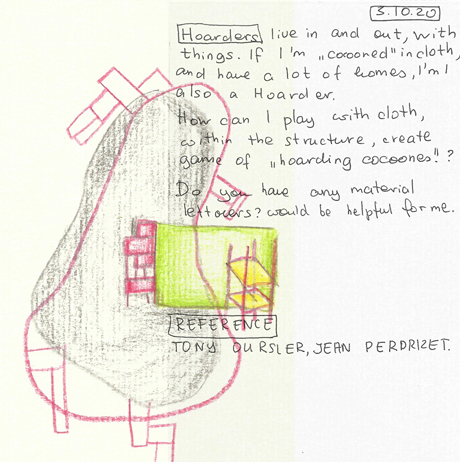 3.10.20
Hoarders live in and out, with
things. If I'm „cocooned" in cloth,
and have a lot of homes, I'm
also a Hoarder.
How can I play with cloth,
within the structure, create
game of „hoarding cocoones!"?
Do you have any material
leftovers? would be helpful for me.
REFERENCE
TONY OURSLER, JEAN PERDRIZET.